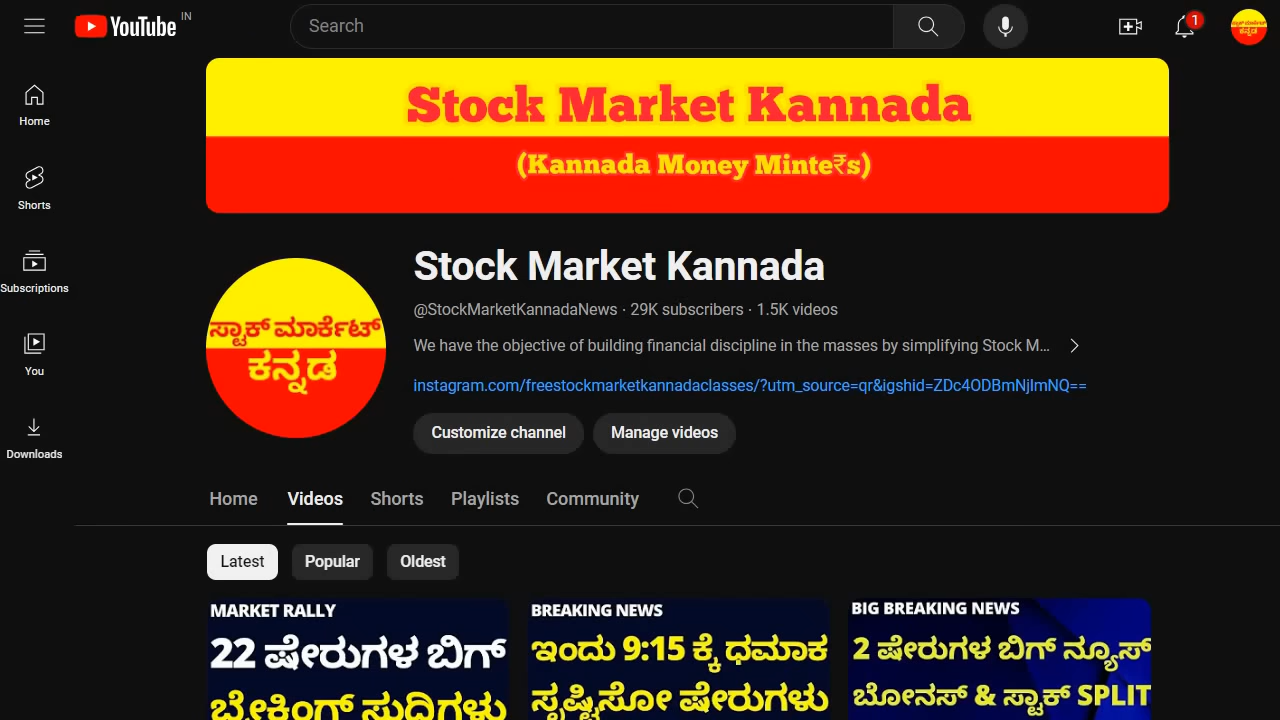 YouTube IN
Search
1
Home
Shorts
Subscriptions
You
Downloads
Stock Market Kannada
(Kannada Money Minte₹s)
ಸ್ಟಾಕ್ ಮಾರ್ಕೆಟ್
ಕನ್ನಡ
Stock Market Kannada
@StockMarketKannadaNews · 29K subscribers · 1.5K videos
We have the objective of building financial discipline in the masses by simplifying Stock M...
instagram.com/freestockmarketkannadaclasses/?utm_source=qr&igshid=ZDc4ODBmNjlmNQ==
Customize channel Manage videos
Home Videos Shorts Playlists Community
Latest Popular Oldest
MARKET RALLY
22 ಷೇರುಗಳ ಬಿಗ್
ಬ್ರೇಕಿಂಗ್ ಸುದ್ದಿಗಳು
BREAKING NEWS
ಇಂದು 9:15 ಕ್ಕೆ ಧಮಾಕ
ಸೃಷ್ಟಿಸೋ ಷೇರುಗಳು
BIG BREAKING NEWS
2 ಷೇರುಗಳ ಬಿಗ್ ನ್ಯೂಸ್
ಬೋನಸ್ & ಸ್ಟಾಕ್ SPLIT